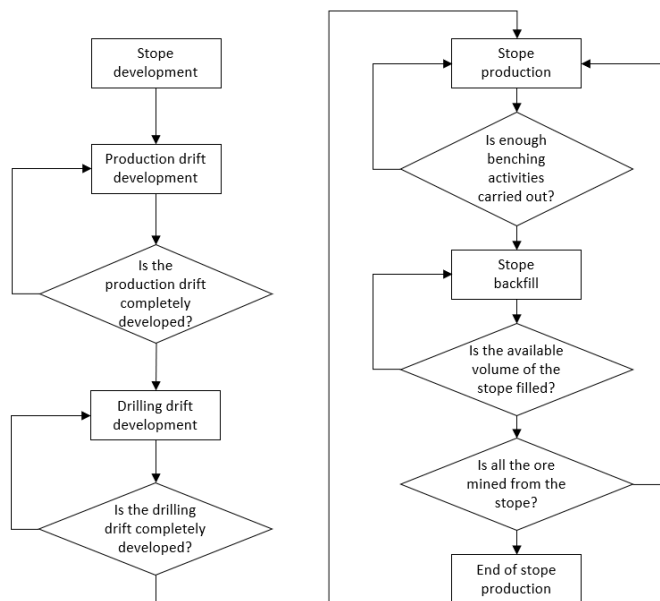 Stope
development
Production drift
development
Is the
production drift
completely
developed?
Drilling drift
development
Is the drilling
drift completely
developed?
Stope
production
Is enough
benching
activities
carried out?
Stope
backfill
Is the available
volume of the
stope filled?
Is all the ore
mined from the
stope?
End of stope
production